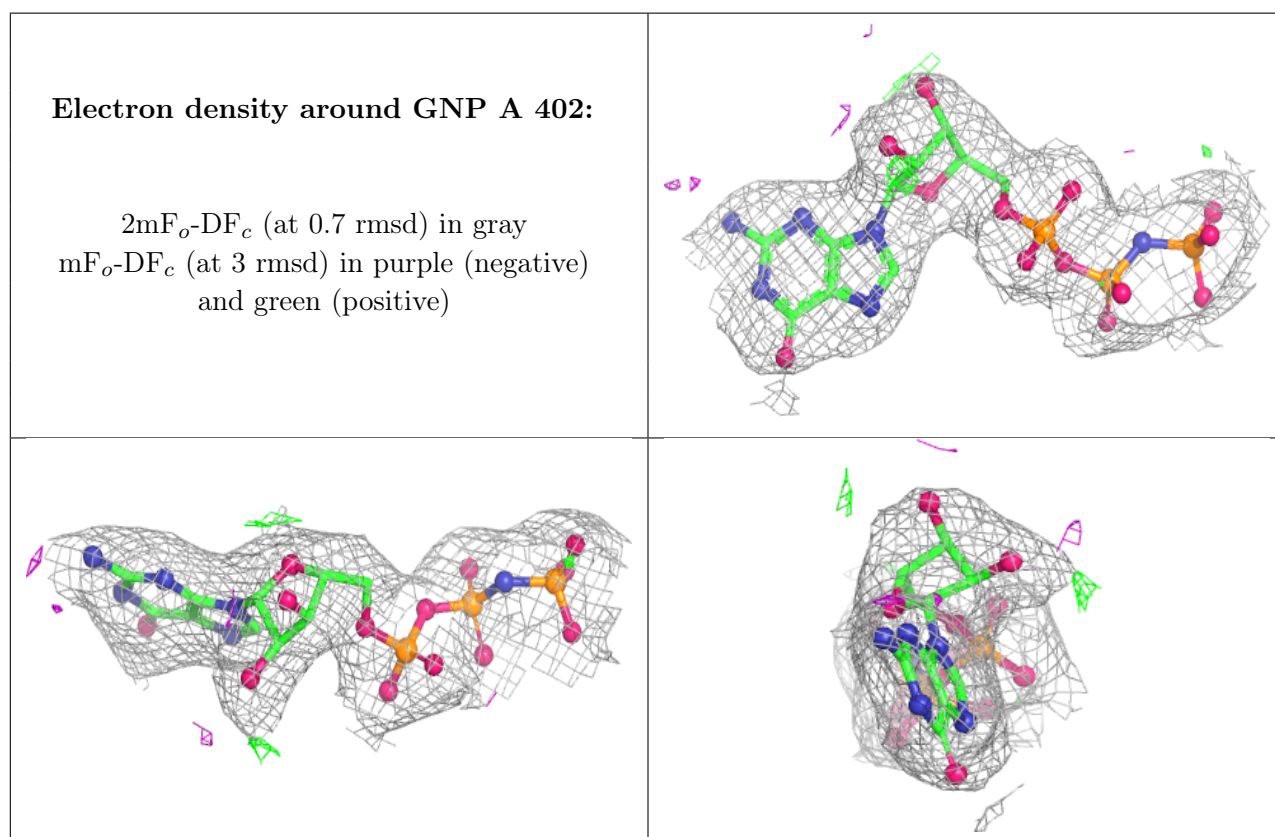 Electron density around GNP A 402:
2mFₒ-DF𝒸 (at 0.7 rmsd) in gray
mFₒ-DF𝒸 (at 3 rmsd) in purple (negative)
and green (positive)